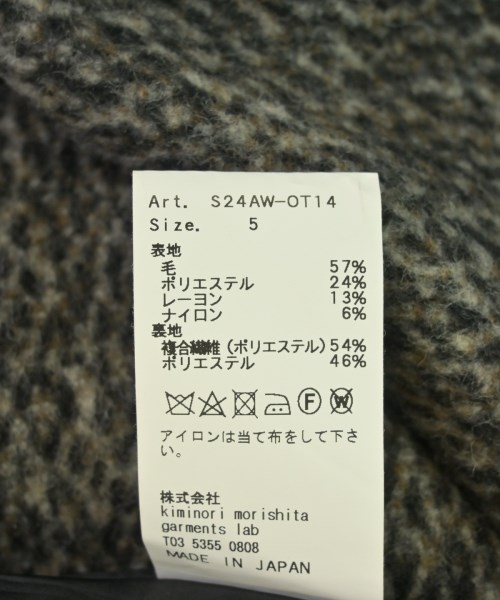 Art. S24AW-OT14
Size. 5
表地
毛 57%
ポリエステル 24%
レーヨン 13%
ナイロン 6%
裏地
複合繊維(ポリエステル) 54%
ポリエステル 46%
F W
アイロンは当て布をして下さ
い。
株式会社
kiminori morishita
garments lab
T03 5355 0808
MADE IN JAPAN